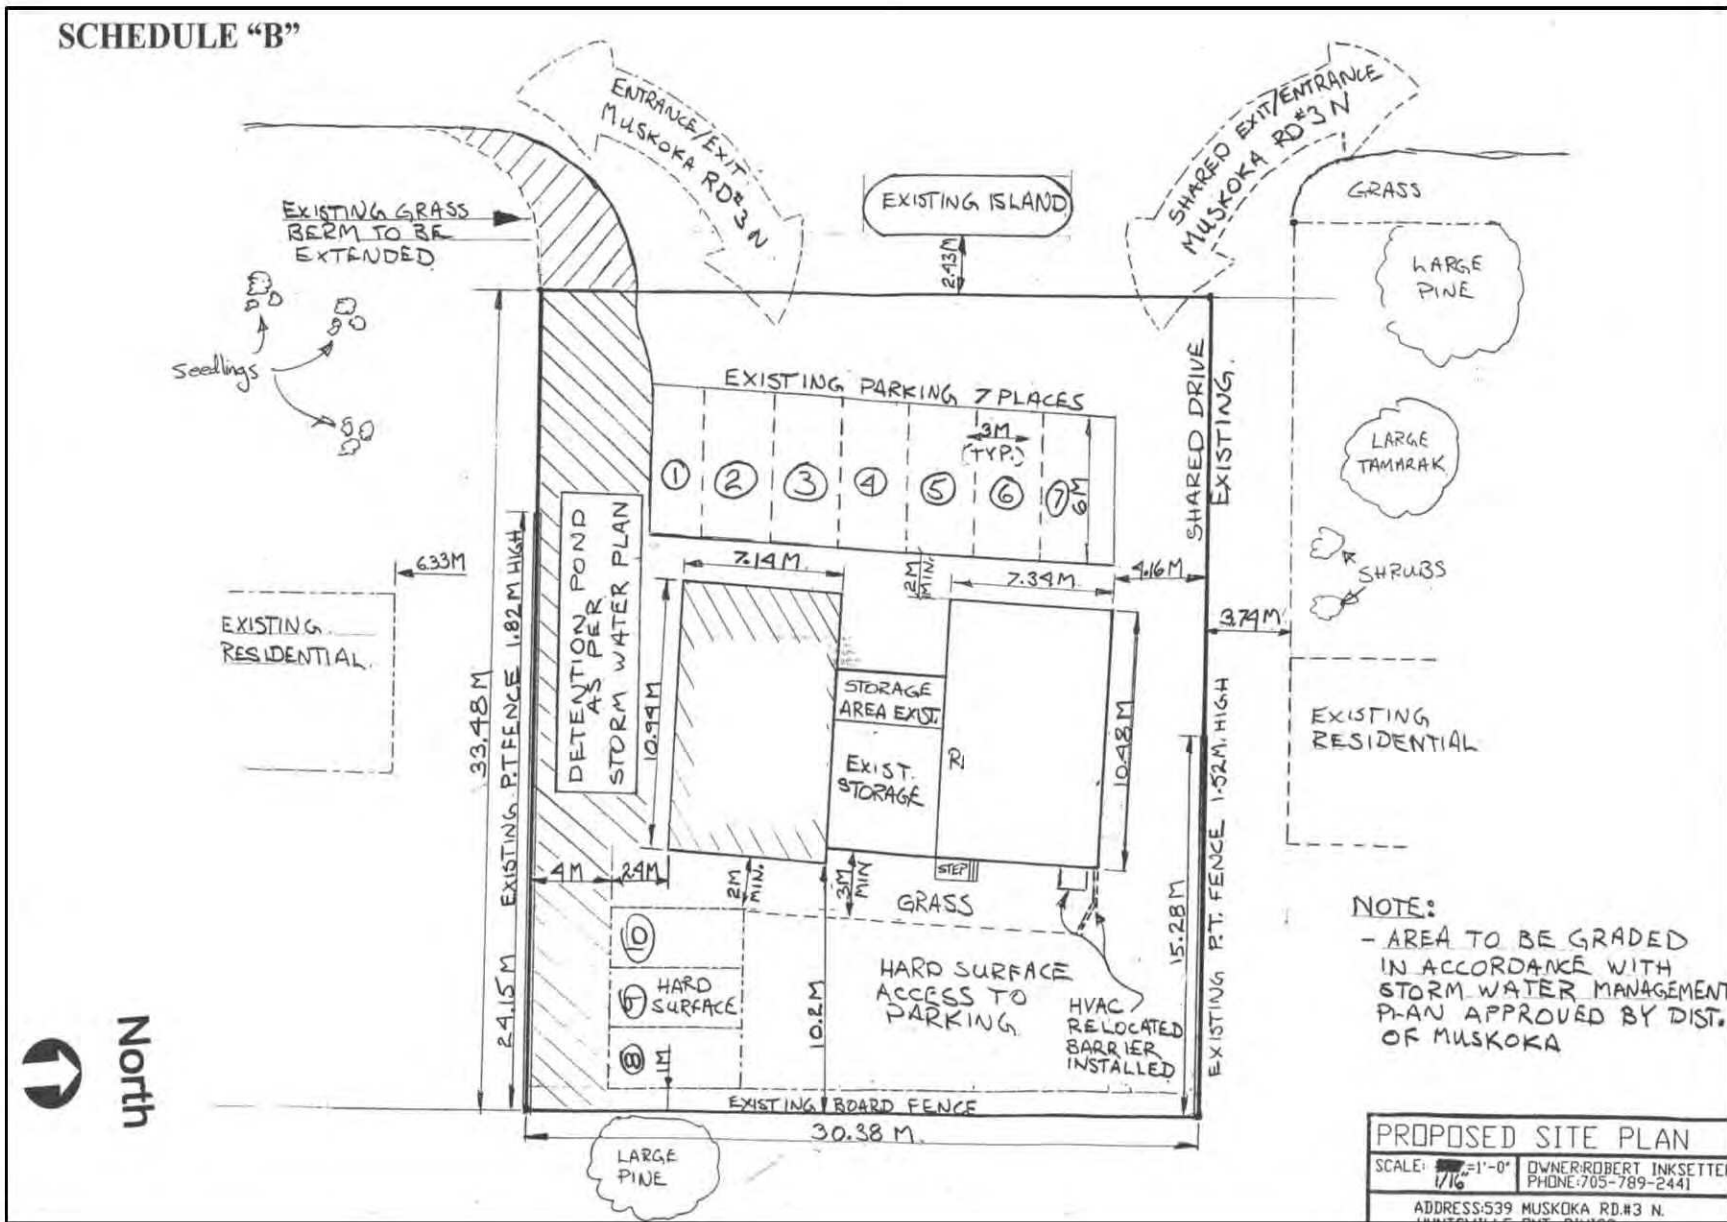 SCHEDULE “B”
ENTRANCE/EXIT
MUSKOKA RD#3 N
SHARED EXIT/ENTRANCE
MUSKOKA RD#3 N
EXISTING ISLAND
2.43M
GRASS
EXISTING GRASS
BERM TO BE
EXTENDED
LARGE
PINE
Seedlings
EXISTING PARKING 7 PLACES
SHARED DRIVE
EXISTING.
3M
(TYP.)
1
2
3
4
5
6
7
6M
LARGE
TAMARAK
SHRUBS
DETENTION POND
AS PER
STORM WATER PLAN
6.33M
7.14M.
2M
MIN.
7.34M.
4.16M
3.74M
EXISTING
RESIDENTIAL.
33.48M
24.15M EXISTING P.T FENCE 1.82M HIGH
10.94M
STORAGE
AREA EXIST.
EXIST.
STORAGE
R
10.48M
EXISTING
RESIDENTIAL
EXISTING P.T. FENCE 1.52M. HIGH
15.28M
4M
2.4M
2M
MIN.
3M
MIN
STEP
GRASS
10
9
8
HARD
SURFACE
1M
10.2M
HARD SURFACE
ACCESS TO
PARKING
HVAC
RELOCATED
BARRIER
INSTALLED
EXISTING BOARD FENCE
30.38 M.
LARGE
PINE
North
NOTE:
- AREA TO BE GRADED
IN ACCORDANCE WITH
STORM WATER MANAGEMENT
PLAN APPROVED BY DIST.
OF MUSKOKA
PROPOSED SITE PLAN
SCALE: 1/16"=1'-0"
OWNER:ROBERT INKSETTER
PHONE:705-789-2441
ADDRESS:539 MUSKOKA RD.#3 N.
HUNTSVILLE ONT.